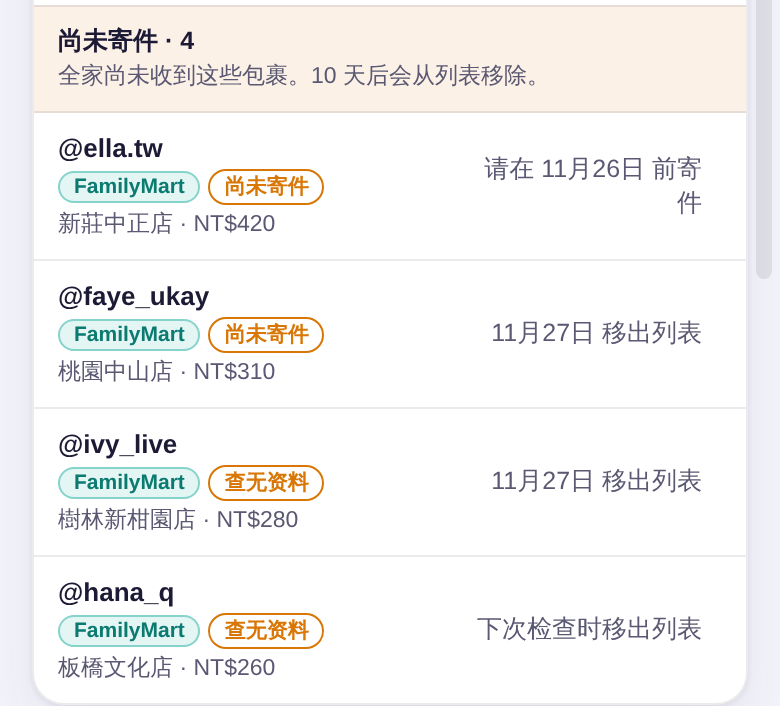 尚未寄件 · 4
全家尚未收到这些包裹。10 天后会从列表移除。
@ella.tw
FamilyMart 尚未寄件
新莊中正店 · NT$420
请在 11月26日 前寄
件
@faye_ukay
FamilyMart 尚未寄件
桃園中山店 · NT$310
11月27日 移出列表
@ivy_live
FamilyMart 查无资料
樹林新柑園店 · NT$280
11月27日 移出列表
@hana_q
FamilyMart 查无资料
板橋文化店 · NT$260
下次检查时移出列表